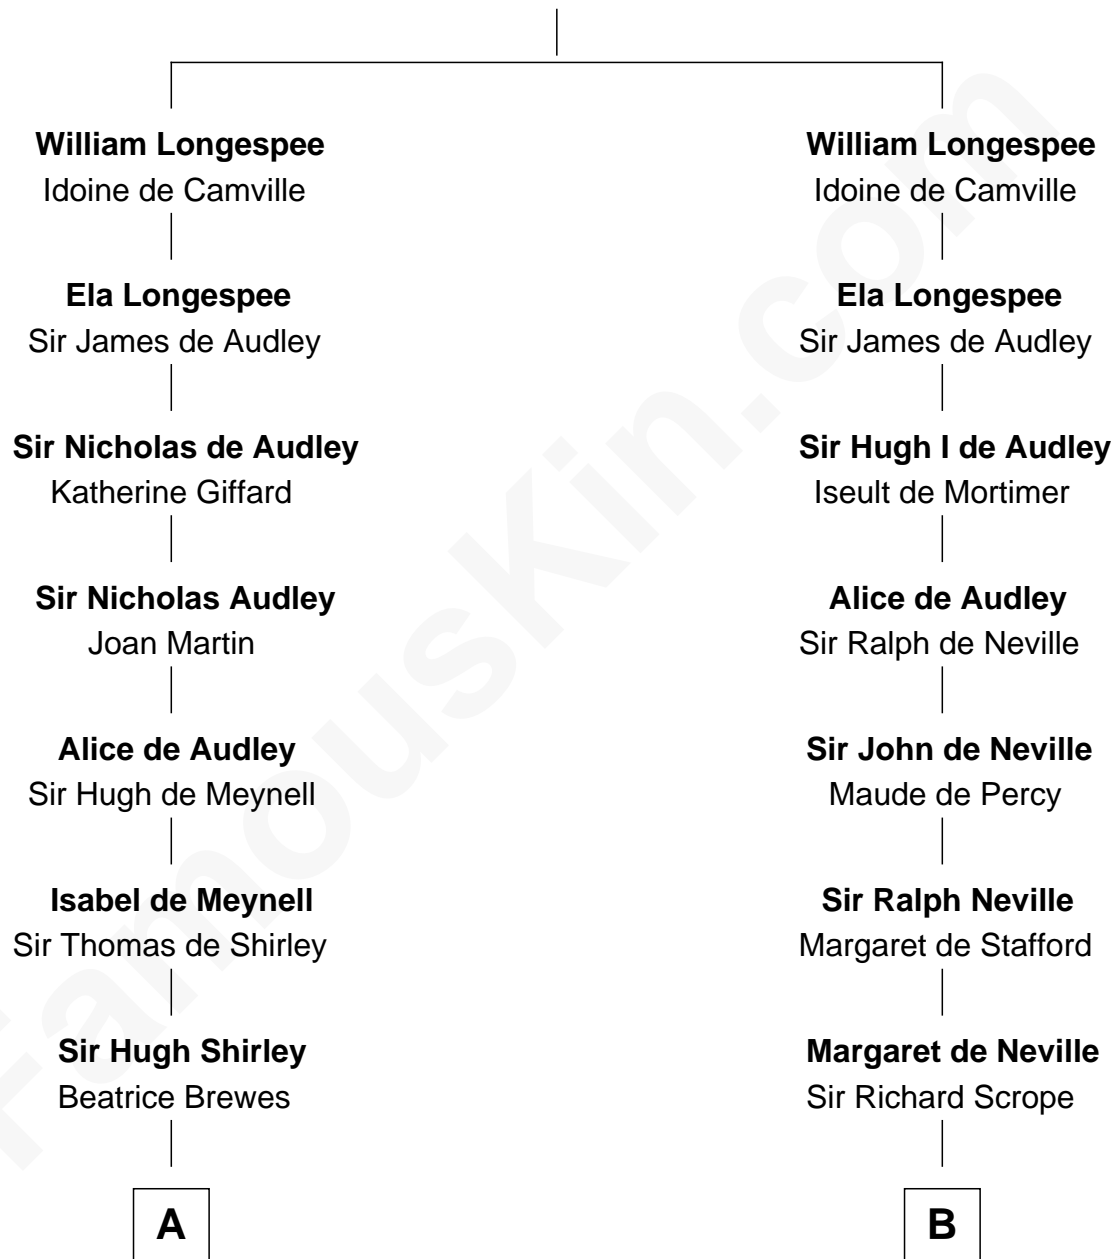 William Longespee
Idoine de Camville
Ela Longespee
Sir James de Audley
Sir Nicholas de Audley
Katherine Giffard
Sir Nicholas Audley
Joan Martin
Alice de Audley
Sir Hugh de Meynell
Isabel de Meynell
Sir Thomas de Shirley
Sir Hugh Shirley
Beatrice Brewes
A
William Longespee
Idoine de Camville
Ela Longespee
Sir James de Audley
Sir Hugh I de Audley
Iseult de Mortimer
Alice de Audley
Sir Ralph de Neville
Sir John de Neville
Maude de Percy
Sir Ralph Neville
Margaret de Stafford
Margaret de Neville
Sir Richard Scrope
B
FamousKin.com